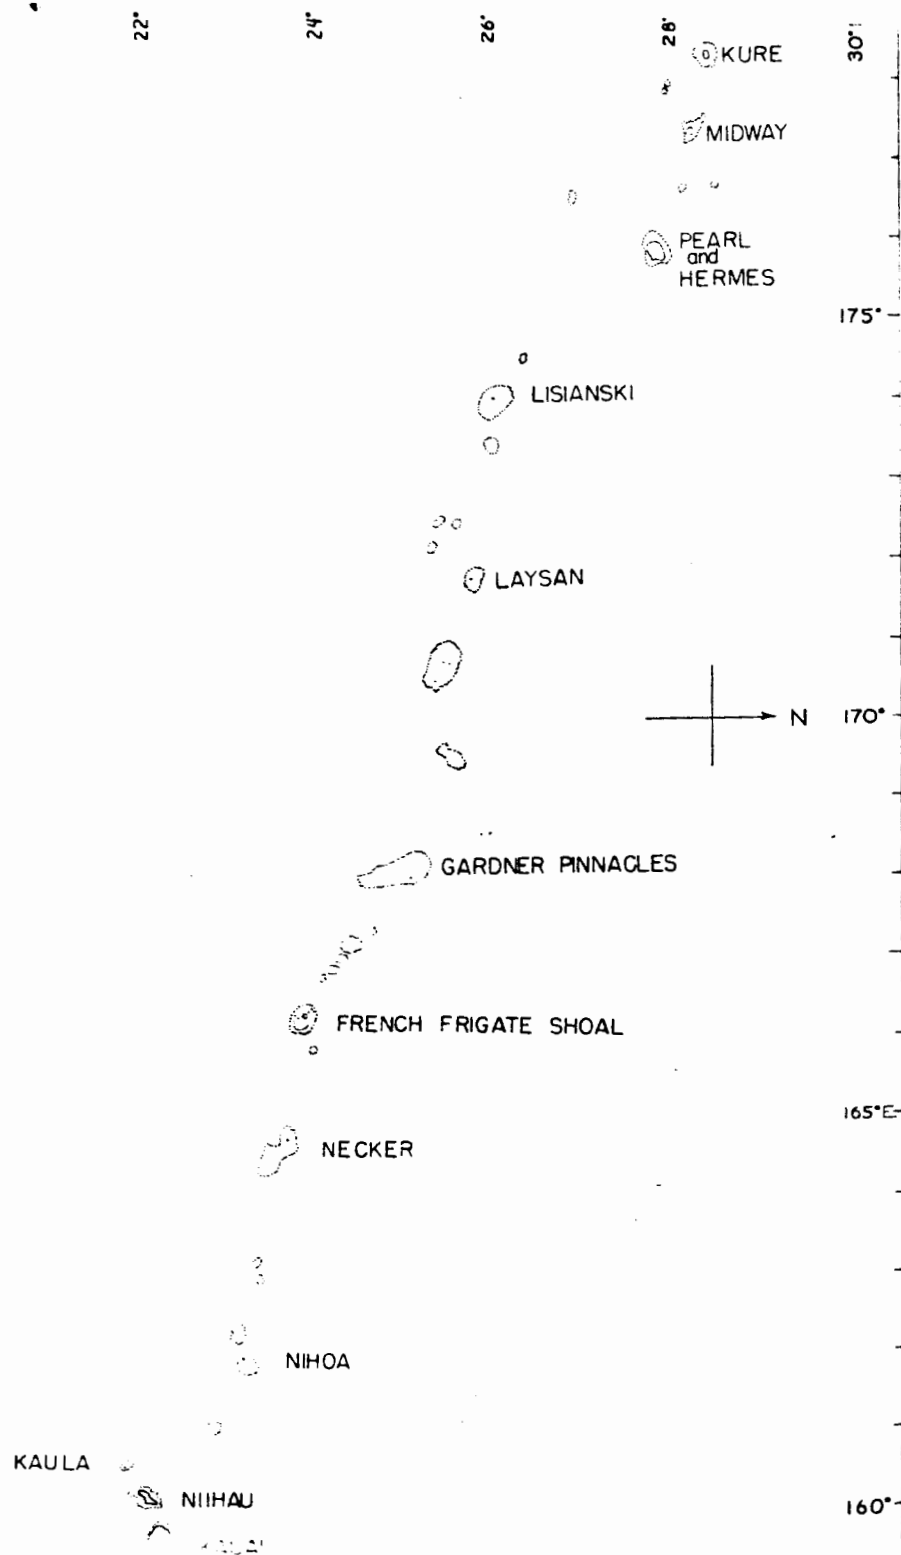 22°
24°
26°
28°
30°
KURE
MIDWAY
PEARL
and
HERMES
175°
LISIANSKI
LAYSAN
N
170°
GARDNER PINNACLES
FRENCH FRIGATE SHOAL
165°E
NECKER
NIHOA
KAULA
NIIHAU
160°